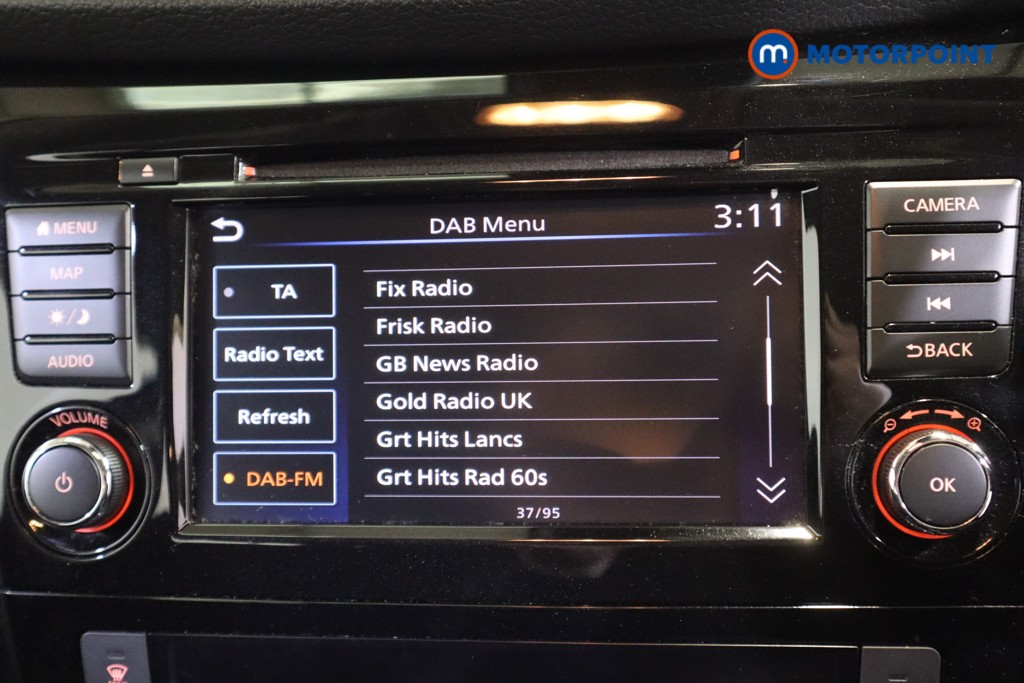 m MOTORPOINT
MENU
MAP
AUDIO
VOLUME
DAB Menu
3:11
TA
Radio Text
Refresh
DAB-FM
Fix Radio
Frisk Radio
GB News Radio
Gold Radio UK
Grt Hits Lancs
Grt Hits Rad 60s
37/95
CAMERA
BACK
OK